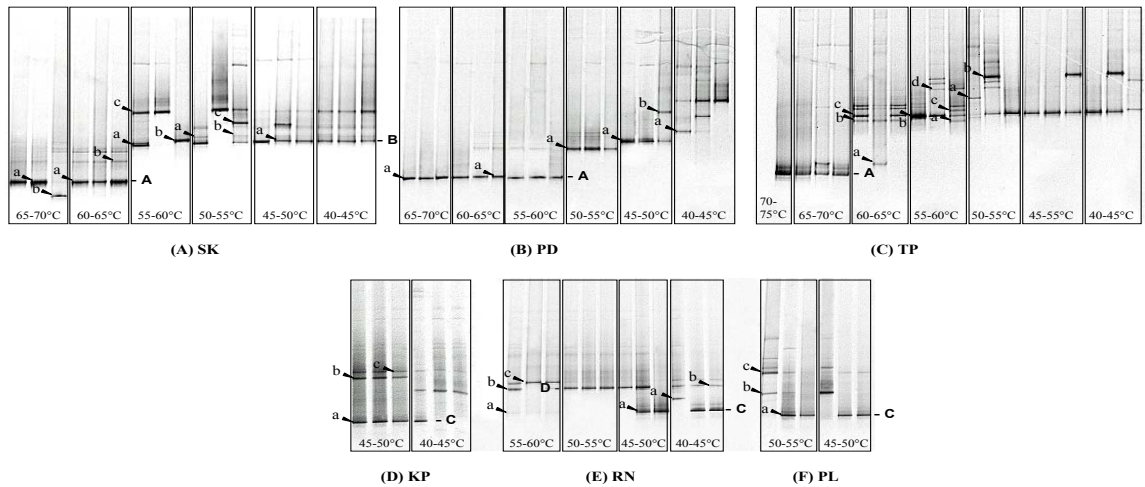 a b A 65-70°C a b 60-65°C c a b 55-60°C a c b 50-55°C a 45-50°C B 40-45°C
(A) SK
a 65-70°C a 60-65°C A 55-60°C a 50-55°C b a 45-50°C a 40-45°C
(B) PD
70-
75°C A 65-70°C c b a 60-65°C d c b a 55-60°C b a 50-55°C 45-55°C 40-45°C
(C) TP
b c a 45-50°C C 40-45°C
(D) KP
b c a 55-60°C D 50-55°C a 45-50°C a b C 40-45°C
(E) RN
c b a 50-55°C C 45-50°C
(F) PL